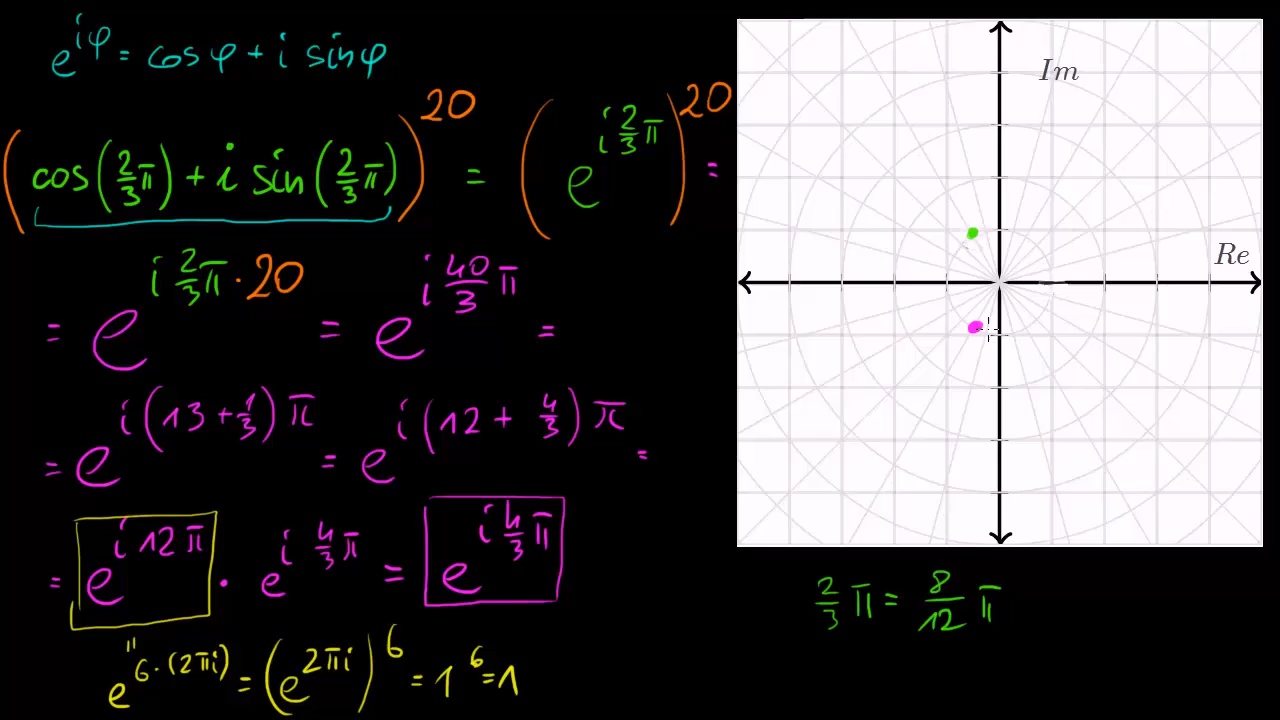 e^{iφ} = cos φ + i sin φ
(cos(2/3 π) + i sin(2/3 π))^{20} = (e^{i 2/3 π})^{20} =
= e^{i 2/3 π · 20} = e^{i 40/3 π} =
= e^{i(13 + 1/3)π} = e^{i(12 + 4/3)π} =
= e^{i 12π} · e^{i 4/3 π} = e^{i 4/3 π}
"
e^{6·(2πi)} = (e^{2πi})^6 = 1^6 = 1
Im
Re
2/3 π = 8/12 π